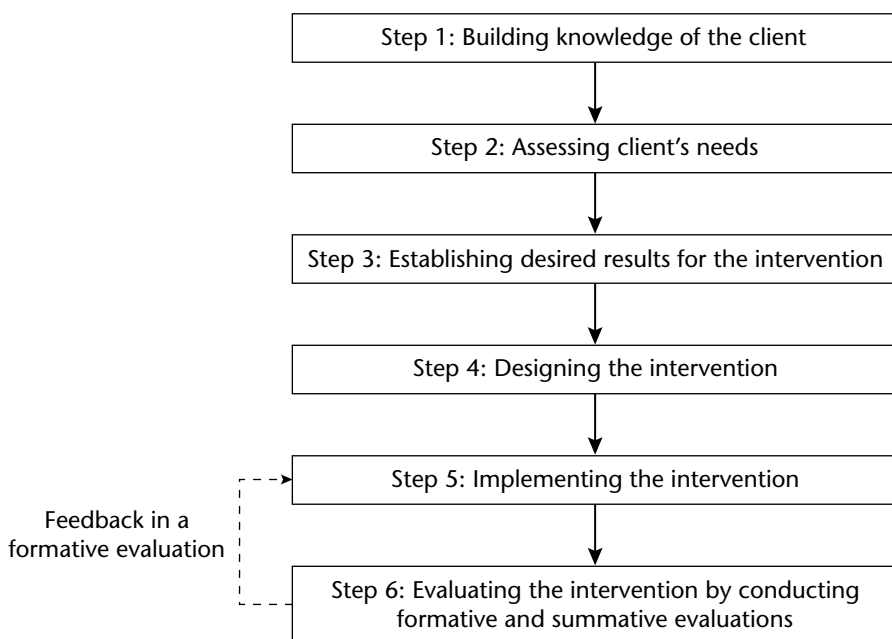 Step 1: Building knowledge of the client
Step 2: Assessing client’s needs
Step 3: Establishing desired results for the intervention
Step 4: Designing the intervention
Step 5: Implementing the intervention
Feedback in a
formative evaluation
Step 6: Evaluating the intervention by conducting
formative and summative evaluations